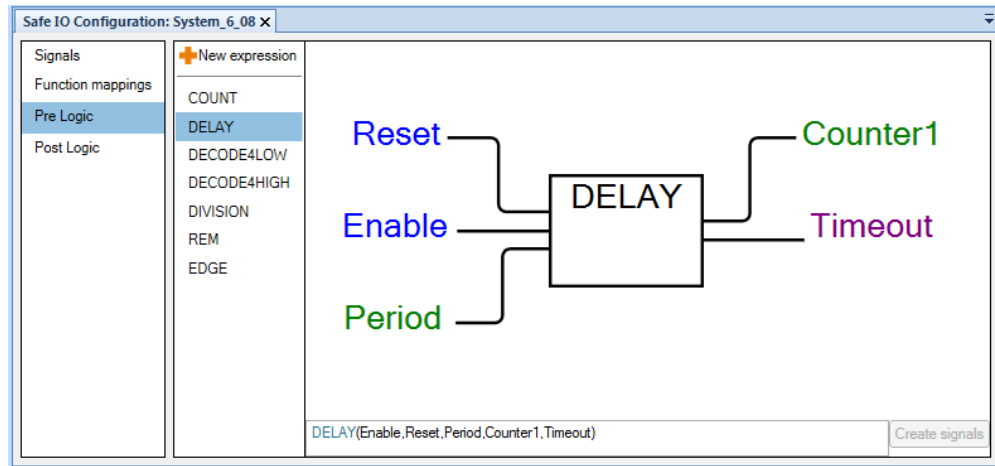 Safe IO Configuration: System_6_08 X
Signals
Function mappings
Pre Logic
Post Logic
New expression
COUNT
DELAY
DECODE4LOW
DECODE4HIGH
DIVISION
REM
EDGE
Reset
Enable
Period
DELAY
Counter1
Timeout
DELAY(Enable,Reset,Period,Counter1,Timeout)
Create signals